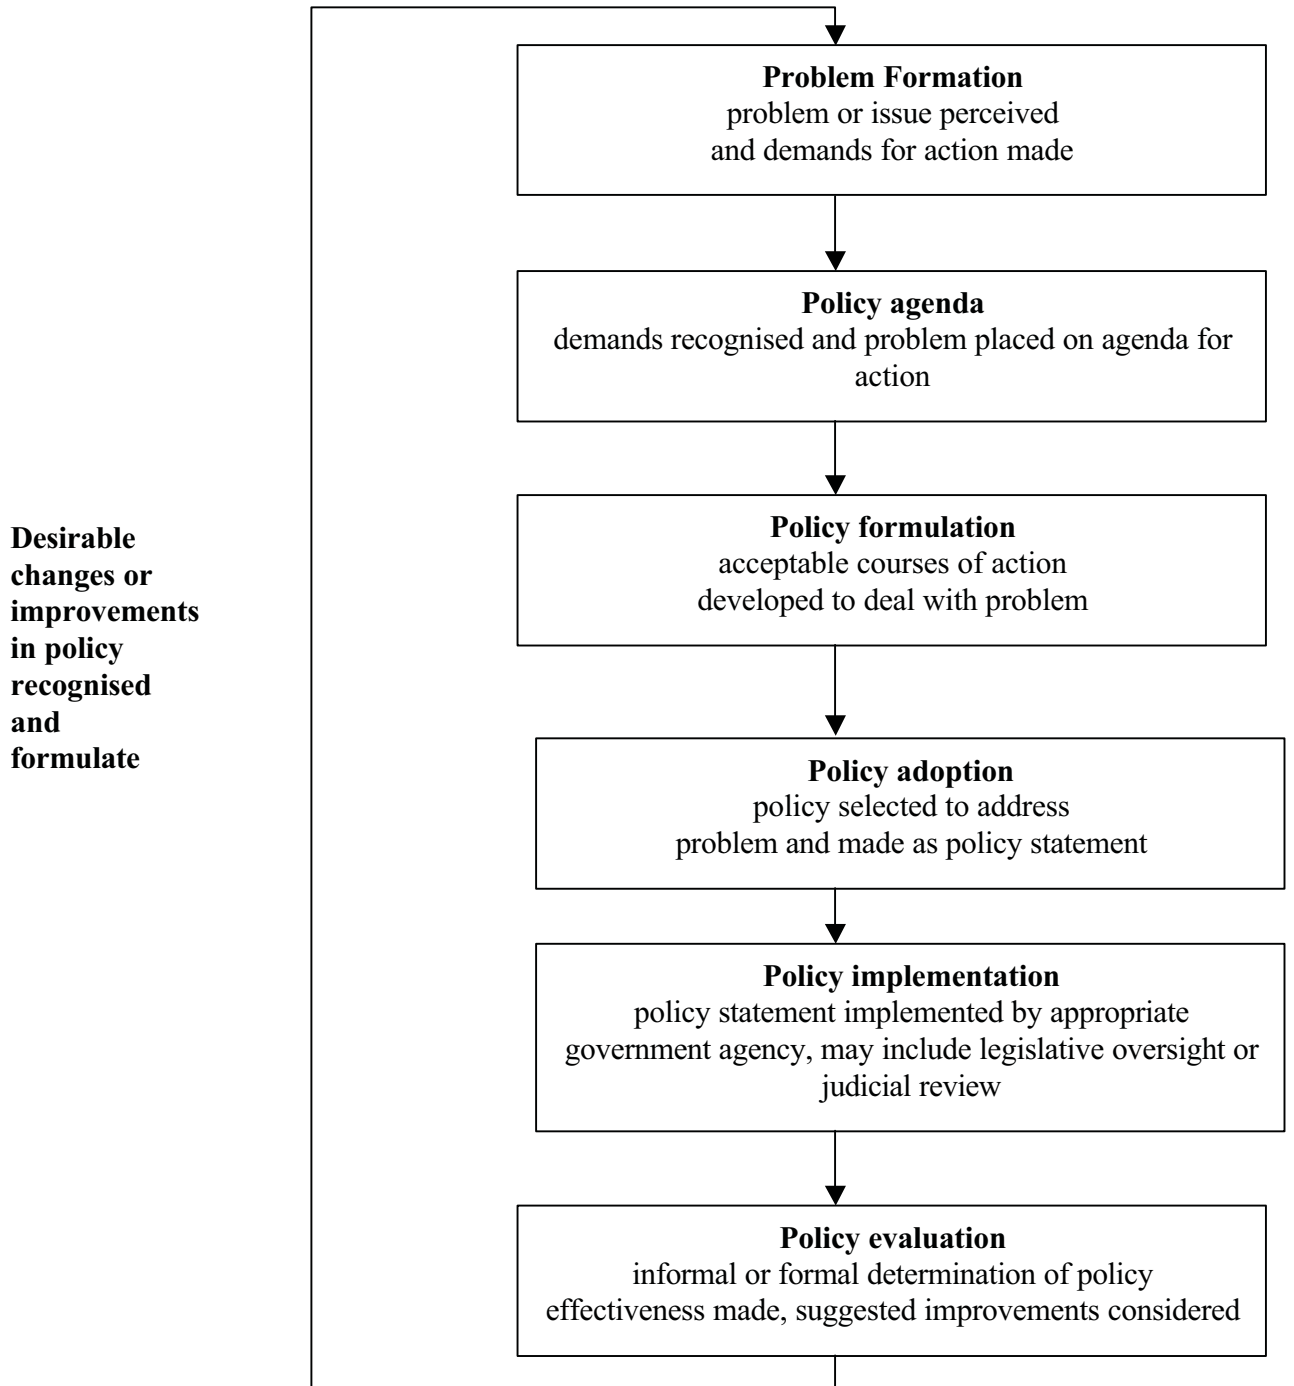 Problem Formation
problem or issue perceived
and demands for action made
Policy agenda
demands recognised and problem placed on agenda for
action
Policy formulation
acceptable courses of action
developed to deal with problem
Desirable
changes or
improvements
in policy
recognised
and
formulate
Policy adoption
policy selected to address
problem and made as policy statement
Policy implementation
policy statement implemented by appropriate
government agency, may include legislative oversight or
judicial review
Policy evaluation
informal or formal determination of policy
effectiveness made, suggested improvements considered